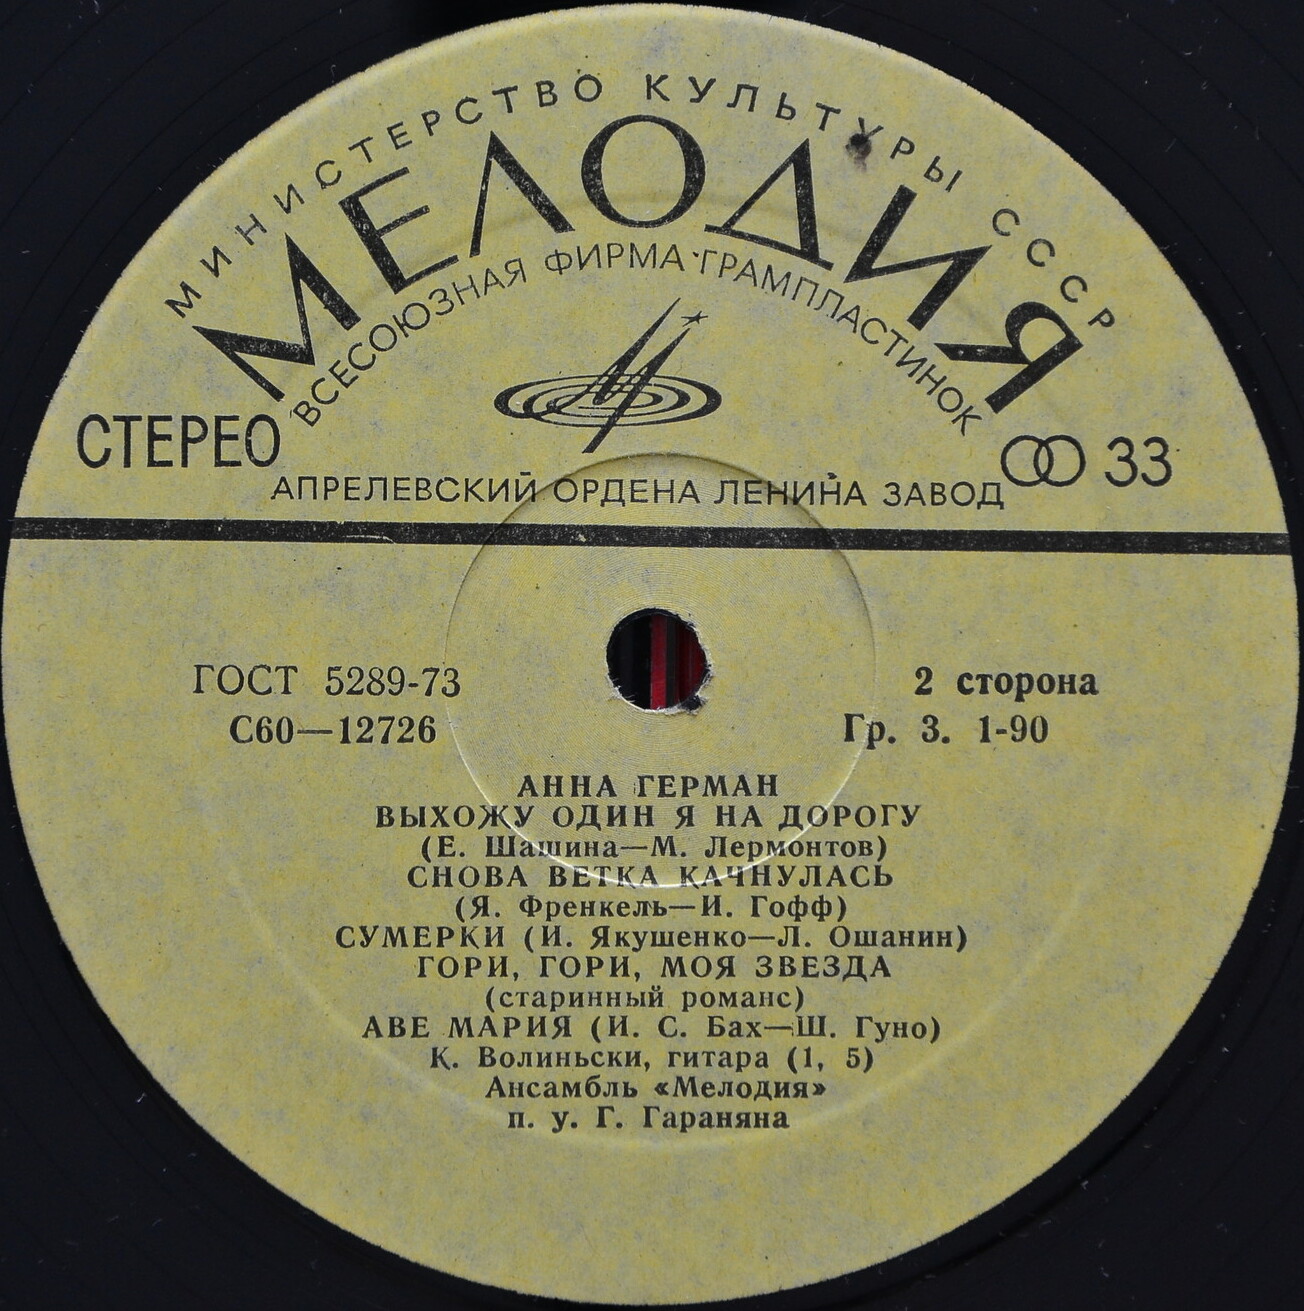 МИНИСТЕРСТВО КУЛЬТУРЫ СССР
МЕЛОДИЯ
ВСЕСОЮЗНАЯ ФИРМА·ГРАМПЛАСТИНОК
СТЕРЕО
33
АПРЕЛЕВСКИЙ ОРДЕНА ЛЕНИНА ЗАВОД
ГОСТ 5289-73
2 сторона
С60—12726
Гр. 3. 1-90
АННА ГЕРМАН
ВЫХОЖУ ОДИН Я НА ДОРОГУ
(Е. Шашина—М. Лермонтов)
СНОВА ВЕТКА КАЧНУЛАСЬ
(Я. Френкель—И. Гофф)
СУМЕРКИ (И. Якушенко—Л. Ошанин)
ГОРИ, ГОРИ, МОЯ ЗВЕЗДА
(старинный романс)
АВЕ МАРИЯ (И. С. Бах—Ш. Гуно)
К. Волиньски, гитара (1, 5)
Ансамбль «Мелодия»
п. у. Г. Гараняна